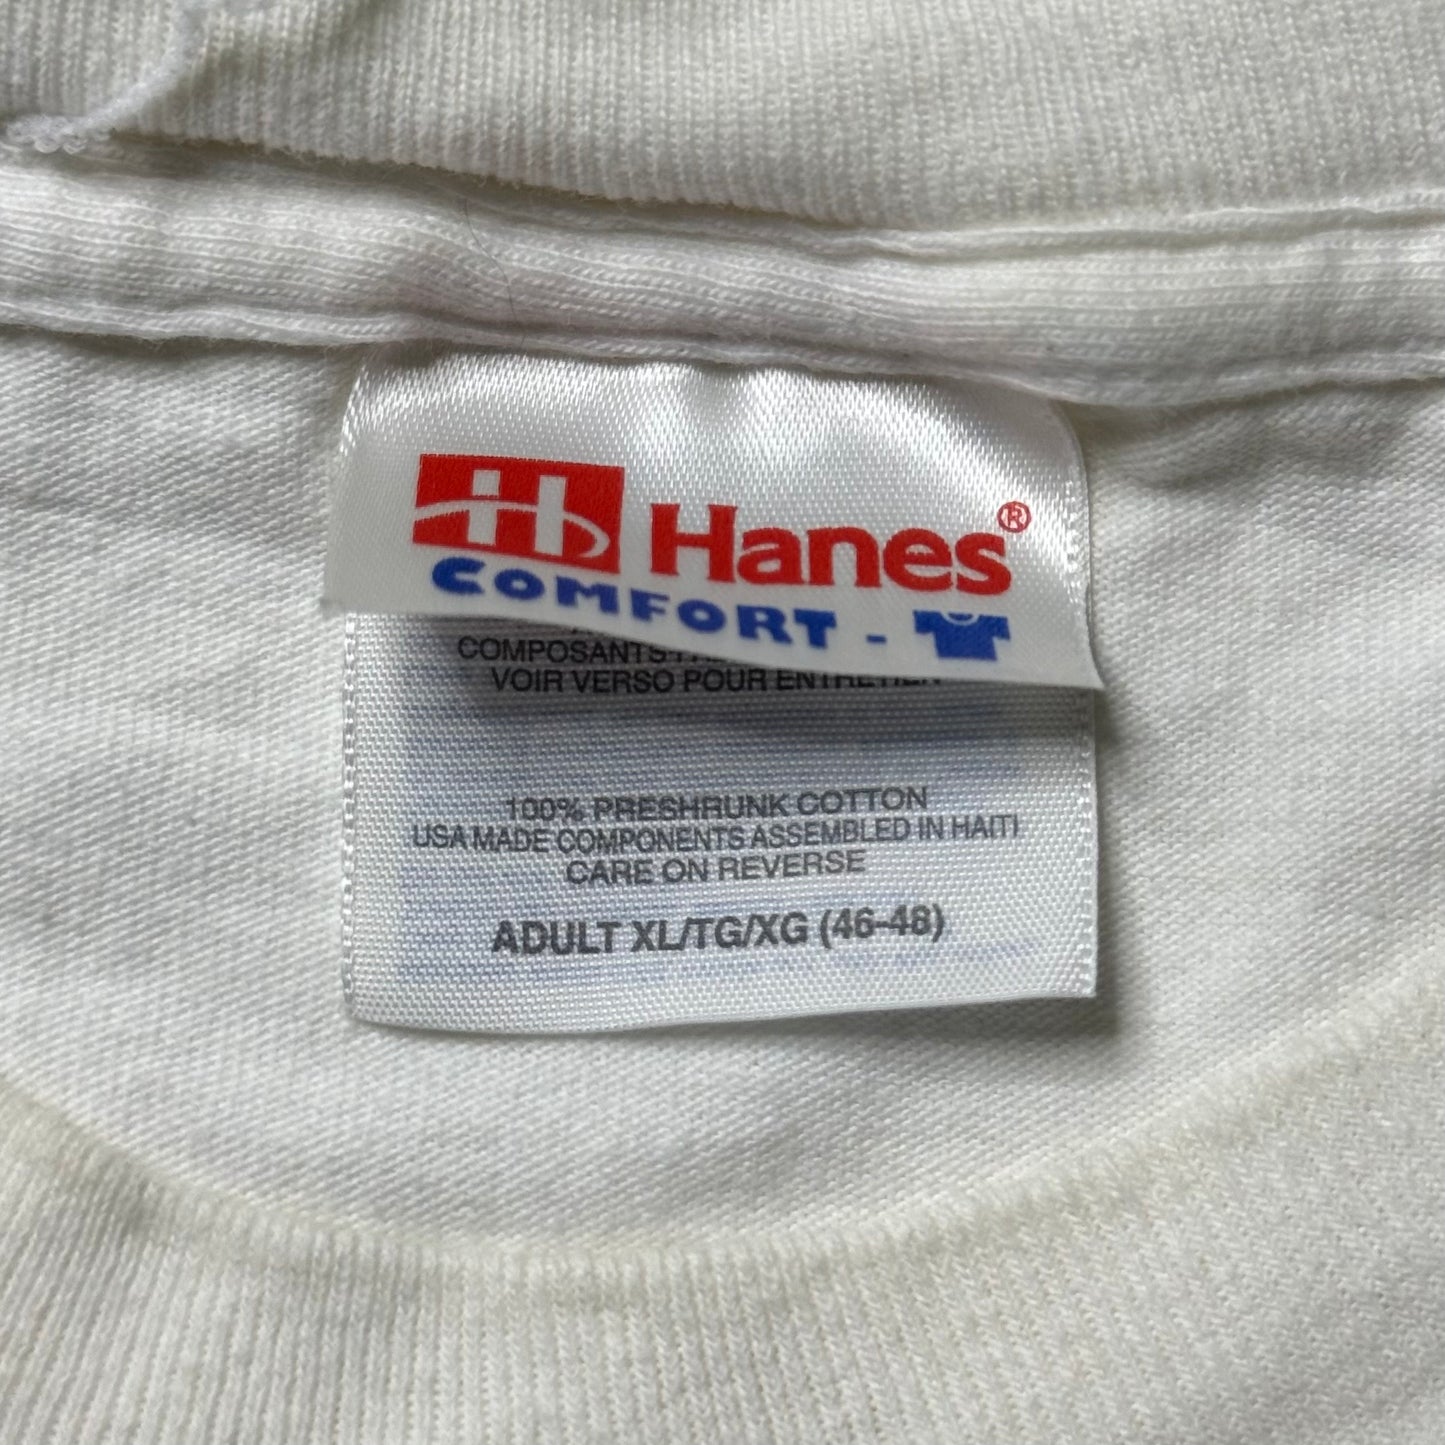 Hanes®
COMFORT -
COMPOSANTS
VOIR VERSO POUR ENTRETIEN
100% PRESHRUNK COTTON
USA MADE COMPONENTS ASSEMBLED IN HAITI
CARE ON REVERSE
ADULT XL/TG/XG (46-48)